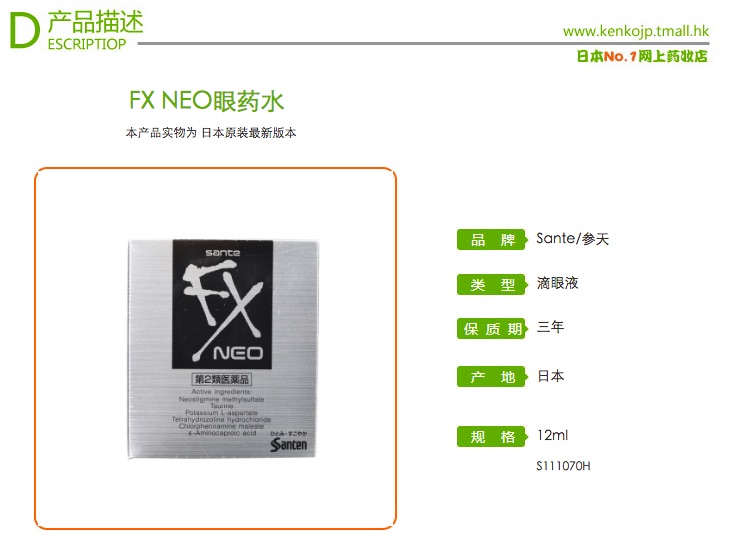 D 产品描述
ESCRIPTIOP
www.kenkojp.tmall.hk
日本No.1网上药妆店
FX NEO眼药水
本产品实物为 日本原装最新版本
sante
FX
NEO
第2類医薬品
Active ingredients:
Neostigmine methylsulfate
Taurine
Potassium L-aspartate
Tetrahydrozoline hydrochloride
Chlorpheniramine maleate
ε-Aminocaproic acid
ひとみ・すこやか
Santen
品 牌 Sante/参天
类 型 滴眼液
保 质 期 三年
产 地 日本
规 格 12ml
S111070H